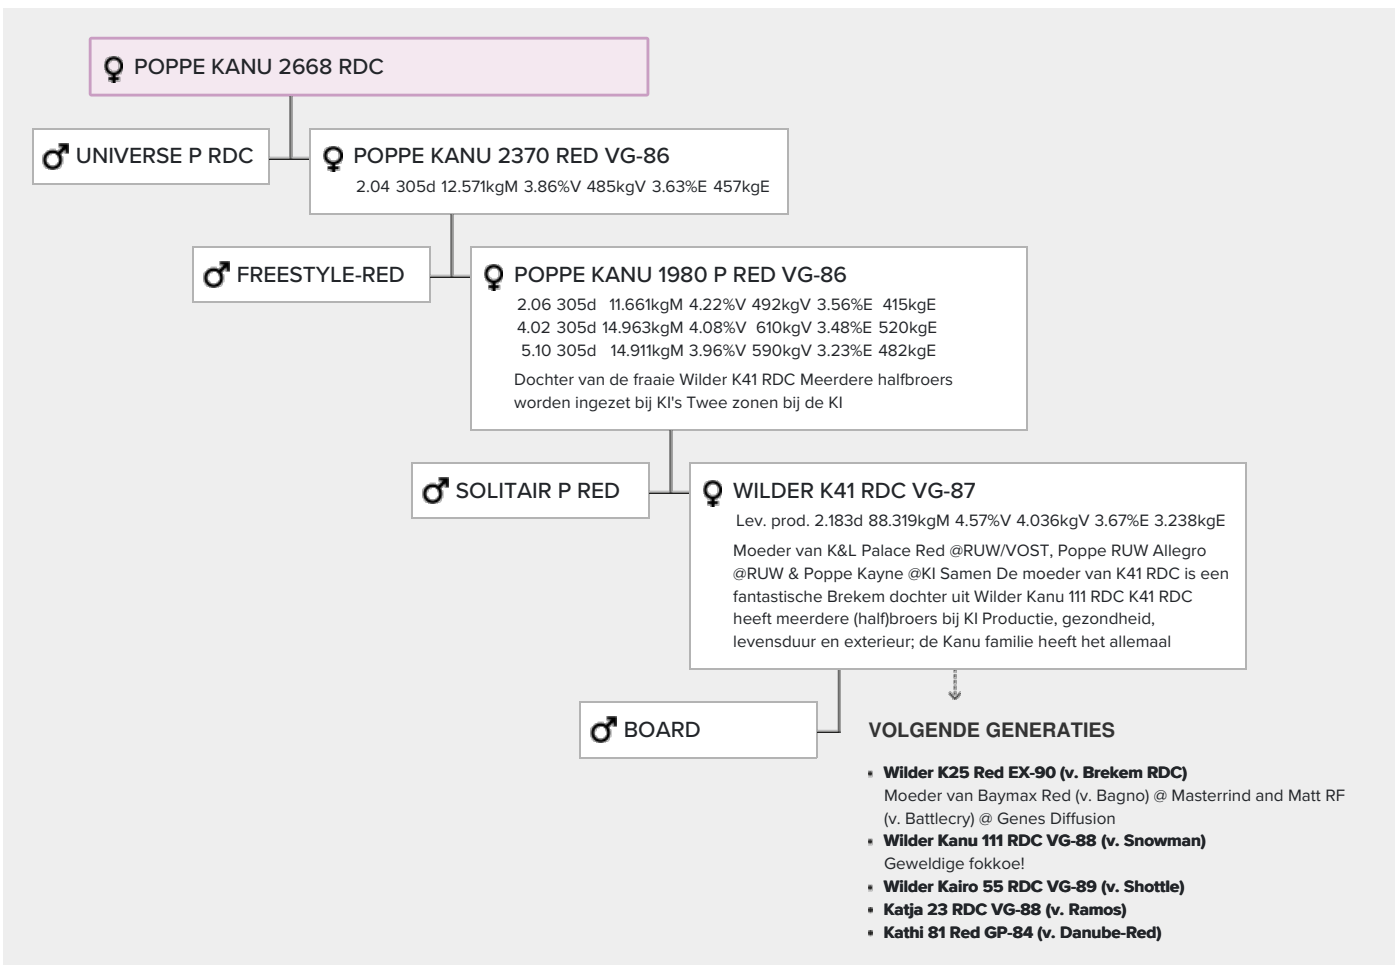 POPPE KANU 2668 RDC
UNIVERSE P RDC
POPPE KANU 2370 RED VG-86
2.04 305d 12.571kgM 3.86%V 485kgV 3.63%E 457kgE
FREESTYLE-RED
POPPE KANU 1980 P RED VG-86
2.06 305d 11.661kgM 4.22%V 492kgV 3.56%E 415kgE
4.02 305d 14.963kgM 4.08%V 610kgV 3.48%E 520kgE
5.10 305d 14.911kgM 3.96%V 590kgV 3.23%E 482kgE
Dochter van de fraaie Wilder K41 RDC Meerdere halfbroers
worden ingezet bij KI's Twee zonen bij de KI
SOLITAIR P RED
WILDER K41 RDC VG-87
Lev. prod. 2.183d 88.319kgM 4.57%V 4.036kgV 3.67%E 3.238kgE
Moeder van K&L Palace Red @RUW/VOST, Poppe RUW Allegro
@RUW & Poppe Kayne @KI Samen De moeder van K41 RDC is een
fantastische Brekem dochter uit Wilder Kanu 111 RDC K41 RDC
heeft meerdere (half)broers bij KI Productie, gezondheid,
levensduur en exterieur; de Kanu familie heeft het allemaal
BOARD
VOLGENDE GENERATIES
Wilder K25 Red EX-90 (v. Brekem RDC)
Moeder van Baymax Red (v. Bagno) @ Masterrind and Matt RF
(v. Battlecry) @ Genes Diffusion
Wilder Kanu 111 RDC VG-88 (v. Snowman)
Geweldige fokkoe!
Wilder Kairo 55 RDC VG-89 (v. Shottle)
Katja 23 RDC VG-88 (v. Ramos)
Kathi 81 Red GP-84 (v. Danube-Red)